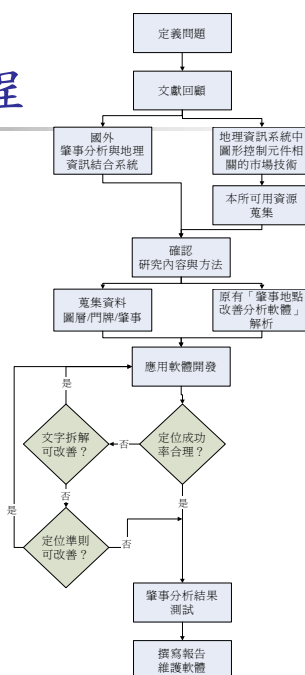 程
定義問題
文獻回顧
國外
肇事分析與地理
資訊結合系統
地理資訊系統中
圖形控制元件相
關的市場技術
本所可用資源
蒐集
確認
研究內容與方法
蒐集資料
圖層/門牌/肇事
原有「肇事地點
改善分析軟體」
解析
應用軟體開發
是
文字拆解
可改善？
否
定位成功
率合理？
否
是
是
定位準則
可改善？
否
肇事分析結果
測試
撰寫報告
維護軟體